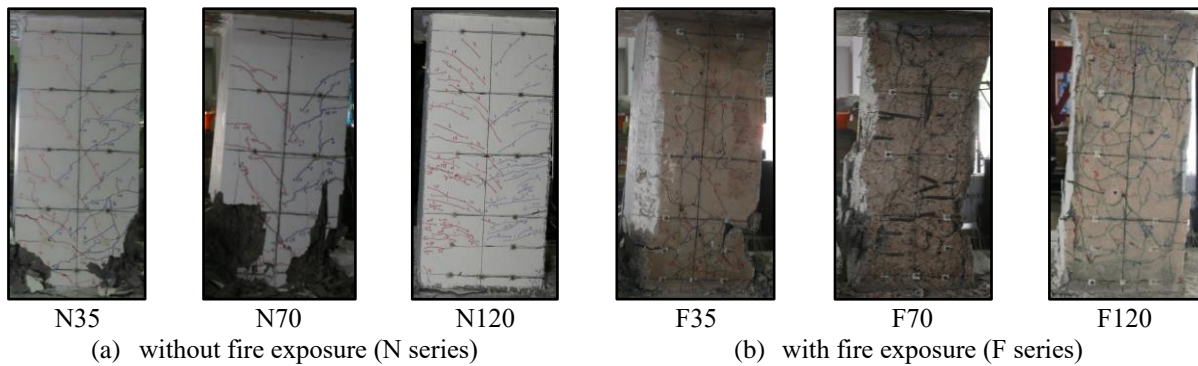 N35 N70 N120 F35 F70 F120
(a) without fire exposure (N series) (b) with fire exposure (F series)